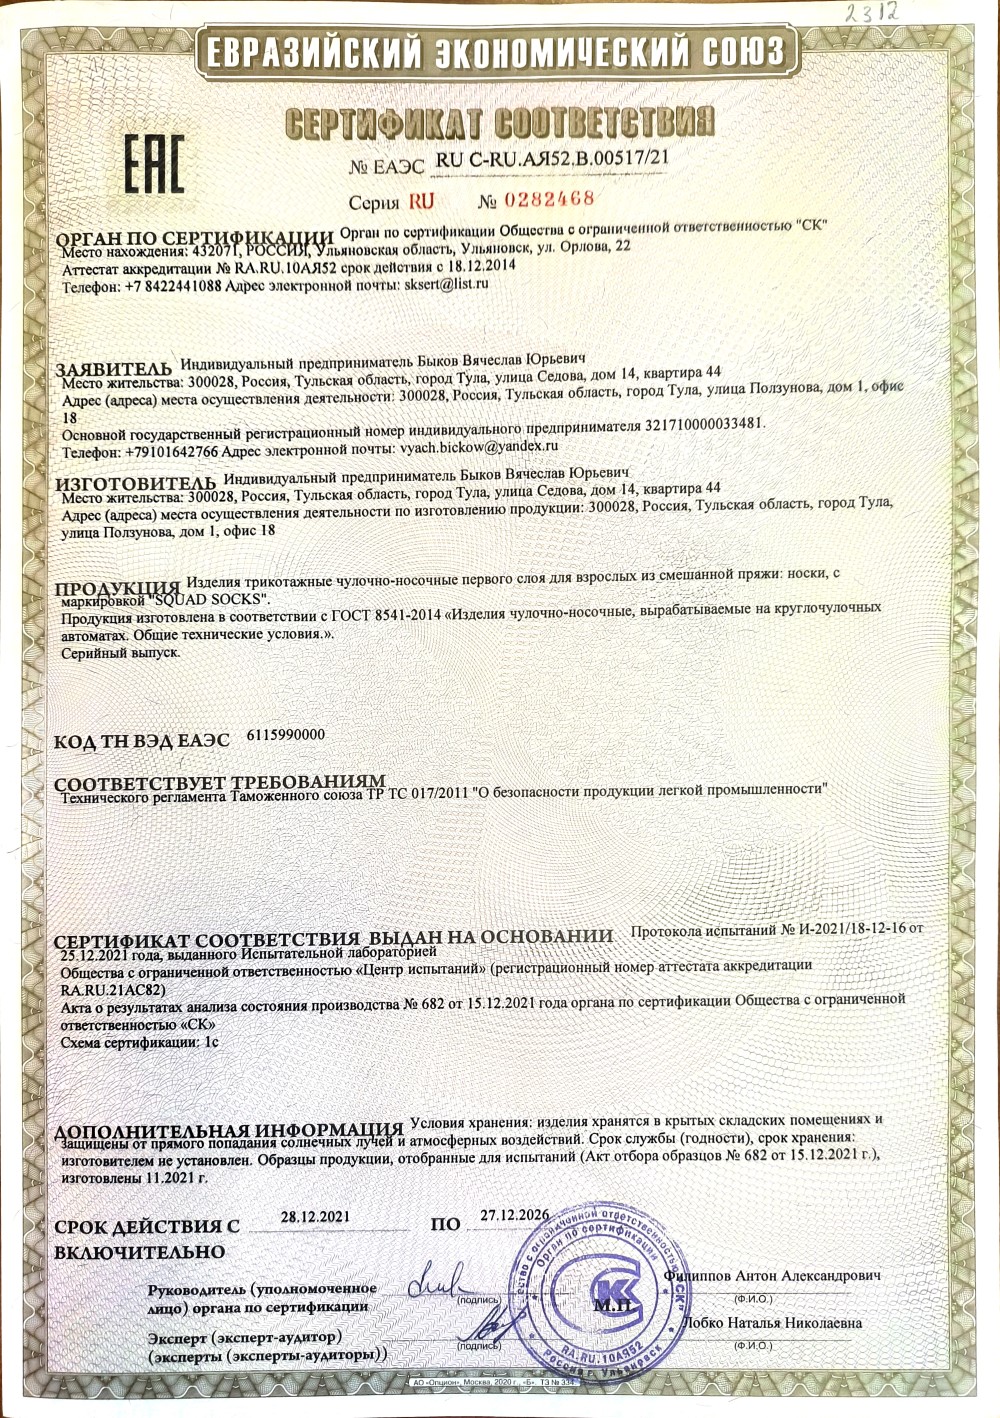 2312
ЕВРАЗИЙСКИЙ ЭКОНОМИЧЕСКИЙ СОЮЗ
ЕАС
СЕРТИФИКАТ СООТВЕТСТВИЯ
№ ЕАЭС RU C-RU.АЯ52.В.00517/21
Серия RU № 0282468
ОРГАН ПО СЕРТИФИКАЦИИ Орган по сертификации Общества с ограниченной ответственностью "СК"
Место нахождения: 432071, РОССИЯ, Ульяновская область, Ульяновск, ул. Орлова, 22
Аттестат аккредитации № RA.RU.10АЯ52 срок действия с 18.12.2014
Телефон: +7 8422441088 Адрес электронной почты: sksert@list.ru
ЗАЯВИТЕЛЬ Индивидуальный предприниматель Быков Вячеслав Юрьевич
Место жительства: 300028, Россия, Тульская область, город Тула, улица Седова, дом 14, квартира 44
Адрес (адреса) места осуществления деятельности: 300028, Россия, Тульская область, город Тула, улица Ползунова, дом 1, офис
18
Основной государственный регистрационный номер индивидуального предпринимателя 321710000033481.
Телефон: +79101642766 Адрес электронной почты: vyach.bickow@yandex.ru
ИЗГОТОВИТЕЛЬ Индивидуальный предприниматель Быков Вячеслав Юрьевич
Место жительства: 300028, Россия, Тульская область, город Тула, улица Седова, дом 14, квартира 44
Адрес (адреса) места осуществления деятельности по изготовлению продукции: 300028, Россия, Тульская область, город Тула,
улица Ползунова, дом 1, офис 18
ПРОДУКЦИЯ Изделия трикотажные чулочно-носочные первого слоя для взрослых из смешанной пряжи: носки, с
маркировкой "SQUAD SOCKS".
Продукция изготовлена в соответствии с ГОСТ 8541-2014 «Изделия чулочно-носочные, вырабатываемые на круглочулочных
автоматах. Общие технические условия.».
Серийный выпуск.
КОД ТН ВЭД ЕАЭС 6115990000
СООТВЕТСТВУЕТ ТРЕБОВАНИЯМ
Технического регламента Таможенного союза ТР ТС 017/2011 "О безопасности продукции легкой промышленности"
СЕРТИФИКАТ СООТВЕТСТВИЯ ВЫДАН НА ОСНОВАНИИ Протокола испытаний № И-2021/18-12-16 от
25.12.2021 года, выданного Испытательной лабораторией
Общества с ограниченной ответственностью «Центр испытаний» (регистрационный номер аттестата аккредитации
RA.RU.21АС82)
Акта о результатах анализа состояния производства № 682 от 15.12.2021 года органа по сертификации Общества с ограниченной
ответственностью «СК»
Схема сертификации: 1с
ДОПОЛНИТЕЛЬНАЯ ИНФОРМАЦИЯ Условия хранения: изделия хранятся в крытых складских помещениях и
защищены от прямого попадания солнечных лучей и атмосферных воздействий. Срок службы (годности), срок хранения:
изготовителем не установлен. Образцы продукции, отобранные для испытаний (Акт отбора образцов № 682 от 15.12.2021 г.),
изготовлены 11.2021 г.
СРОК ДЕЙСТВИЯ С 28.12.2021 ПО 27.12.2026
ВКЛЮЧИТЕЛЬНО
Руководитель (уполномоченное
лицо) органа по сертификации
(подпись)
Филиппов Антон Александрович
(Ф.И.О.)
М.П.
Эксперт (эксперт-аудитор)
(эксперты (эксперты-аудиторы))
(подпись)
Лобко Наталья Николаевна
(Ф.И.О.)
ство с ограниченной ответственностью "СК"
Орган по сертификации
СК
RA.RU.10АЯ52
Россия г. Ульяновск
АО «Опцион», Москва, 2020 г., «Б». ТЗ № 334